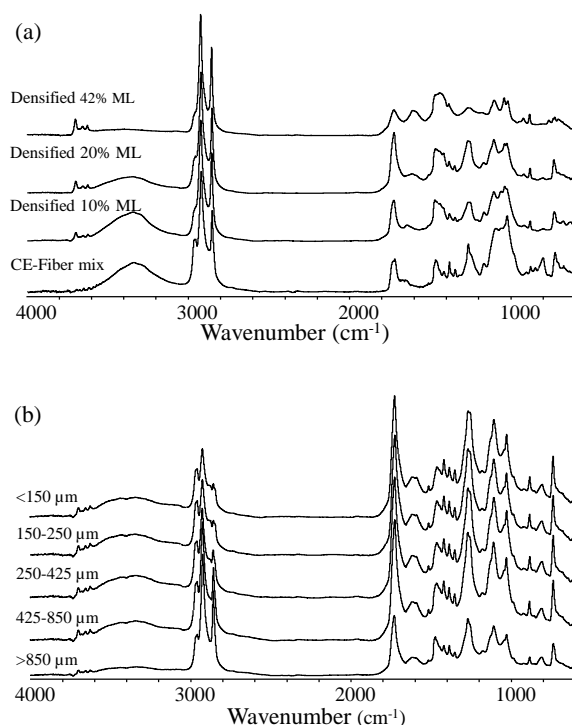 (a)
Densified 42% ML
Densified 20% ML
Densified 10% ML
CE-Fiber mix
4000 3000 2000 1000
Wavenumber (cm⁻¹)
(b)
<150 µm
150-250 µm
250-425 µm
425-850 µm
>850 µm
4000 3000 2000 1000
Wavenumber (cm⁻¹)